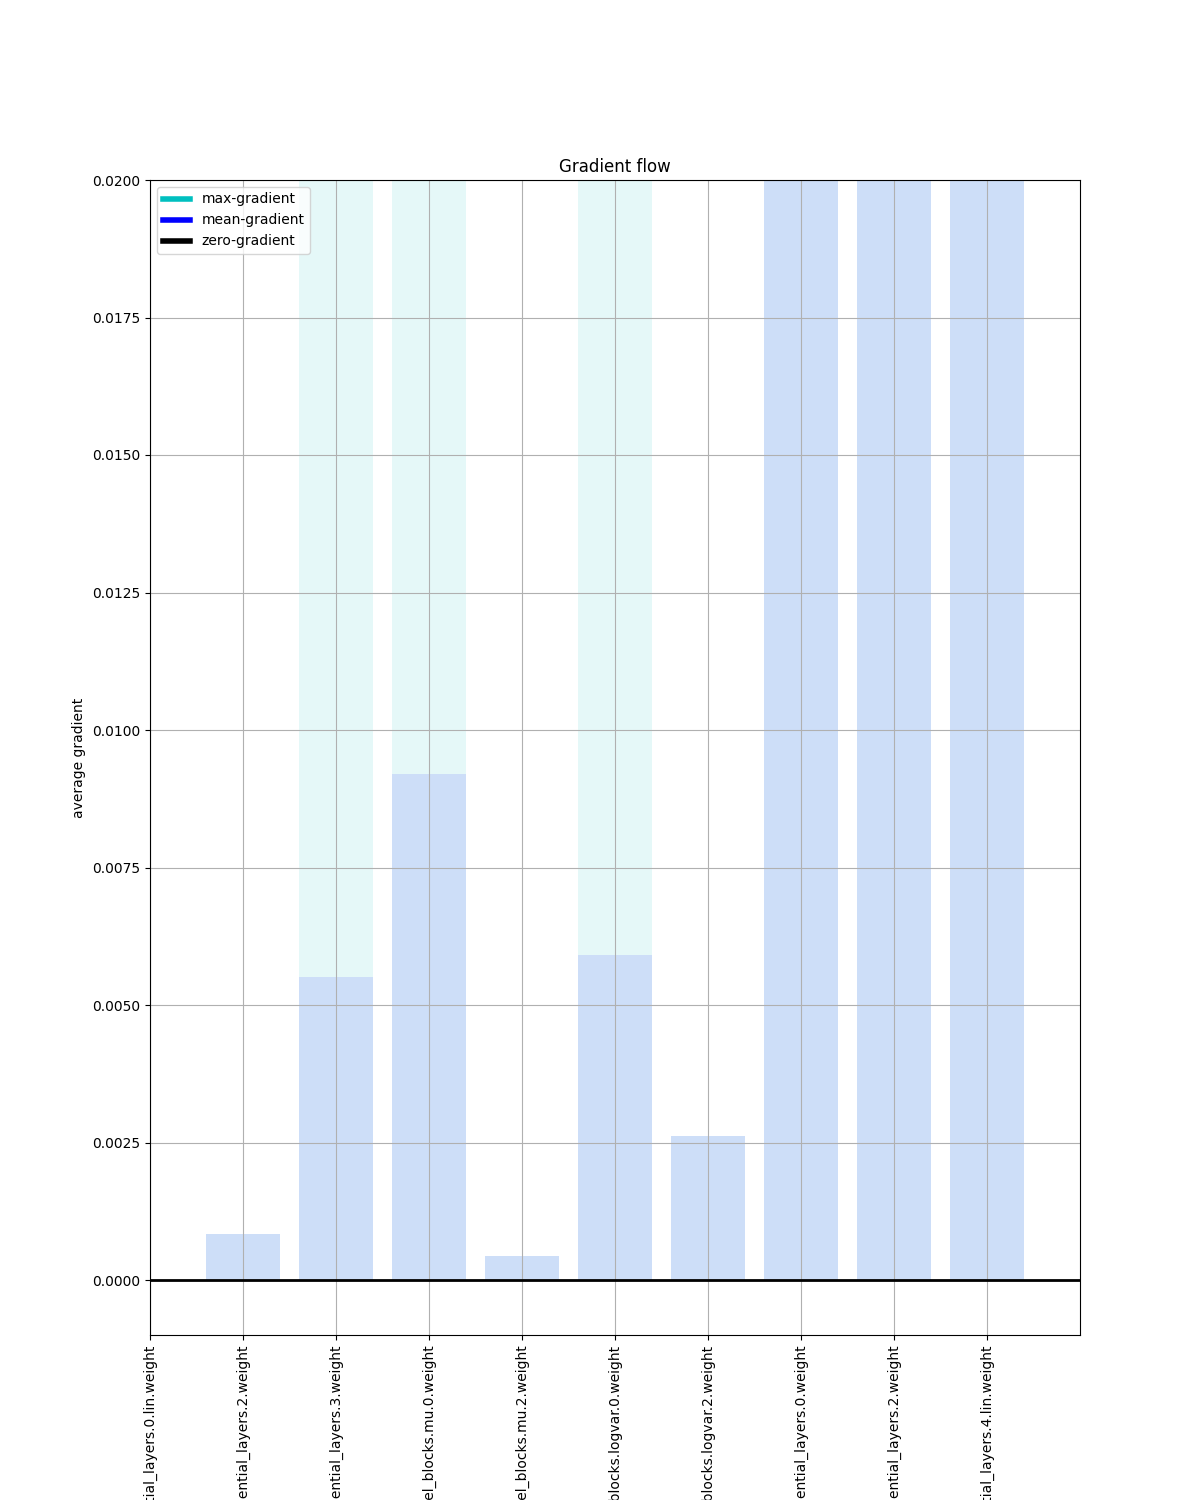 Gradient flow
max-gradient
mean-gradient
zero-gradient
0.0200
0.0175
0.0150
0.0125
0.0100
0.0075
0.0050
0.0025
0.0000
average gradient
tial_layers.0.lin.weight
ential_layers.2.weight
ential_layers.3.weight
el_blocks.mu.0.weight
el_blocks.mu.2.weight
blocks.logvar.0.weight
blocks.logvar.2.weight
ential_layers.0.weight
ential_layers.2.weight
tial_layers.4.lin.weight